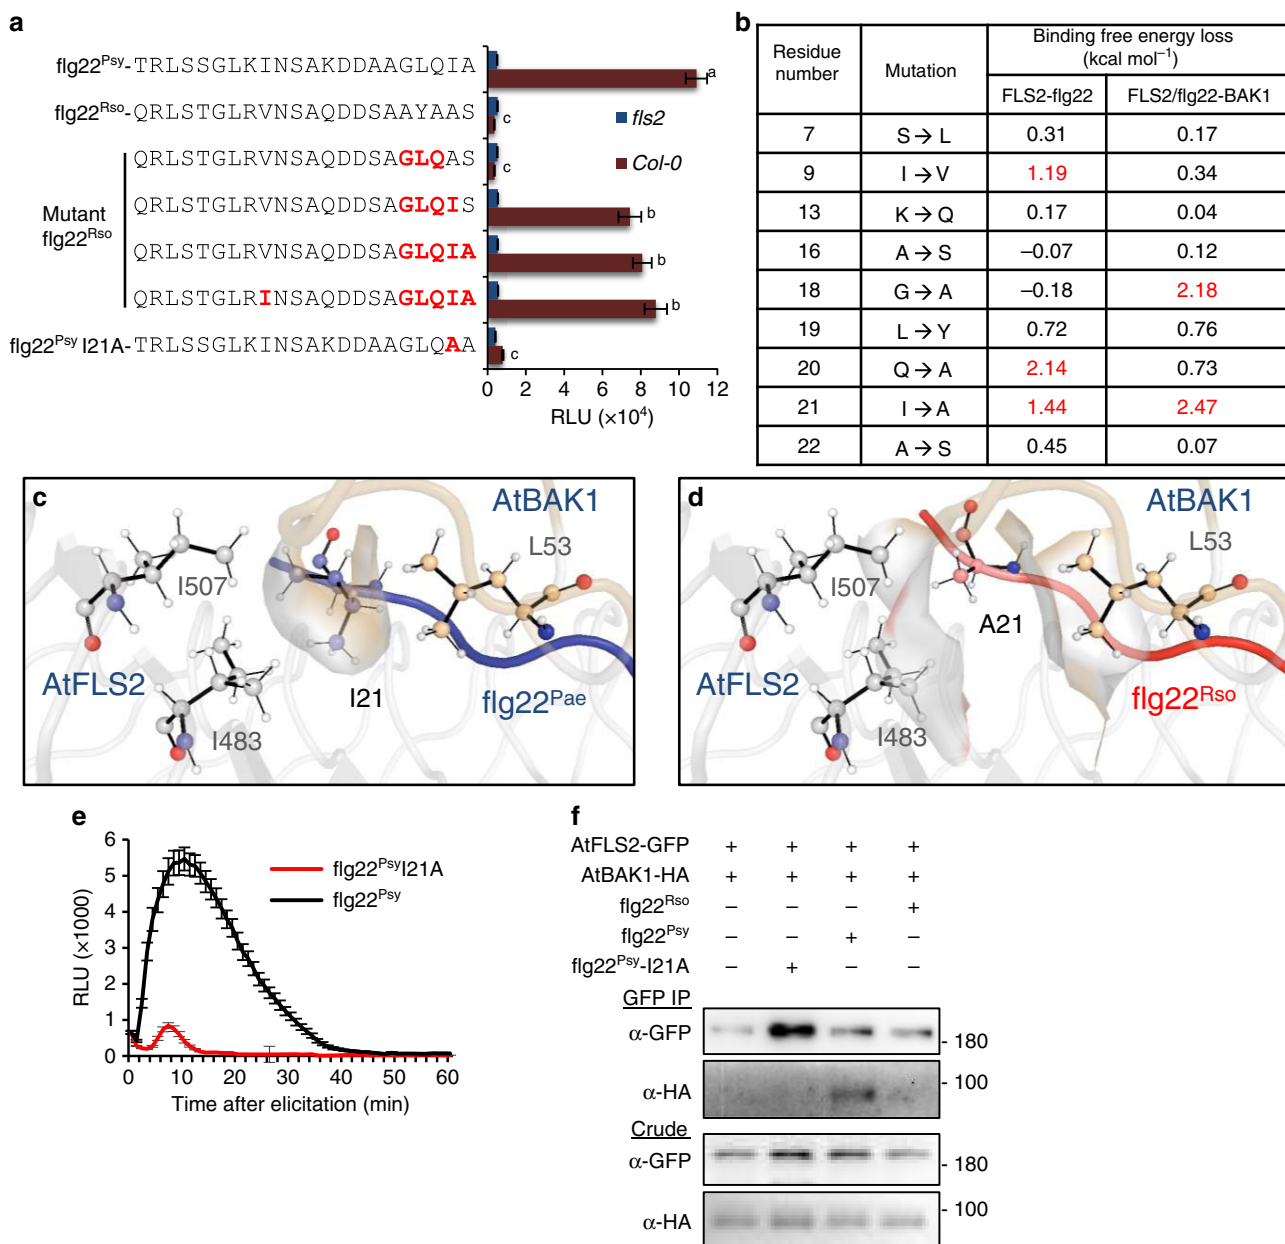 a
flg22Psy-TRLSSGLKINSAKDDAAGLQIA
flg22Rso-QRLSTGLRVNSAQDDSAAYAAS
QRLSTGLRVNSAQDDSAGLQAS
QRLSTGLRVNSAQDDSAGLQIS
Mutant
flg22Rso
QRLSTGLRVNSAQDDSAGLQIA
QRLSTGLRINSAQDDSAGLQIA
flg22Psy I21A-TRLSSGLKINSAKDDAAGLQAA
a
c
c
b
b
b
c
fls2
Col-0
0 2 4 6 8 10 12
RLU (×10⁴)
b
Residue number Mutation Binding free energy loss (kcal mol⁻¹)
FLS2-flg22 FLS2/flg22-BAK1
7 S → L 0.31 0.17
9 I → V 1.19 0.34
13 K → Q 0.17 0.04
16 A → S –0.07 0.12
18 G → A –0.18 2.18
19 L → Y 0.72 0.76
20 Q → A 2.14 0.73
21 I → A 1.44 2.47
22 A → S 0.45 0.07
c
AtBAK1
L53
I507
AtFLS2
I21
flg22Pae
I483
d
AtBAK1
L53
I507
A21
AtFLS2
flg22Rso
I483
e
6
5
4
3
2
1
0
RLU (×1000)
flg22PsyI21A
flg22Psy
0 10 20 30 40 50 60
Time after elicitation (min)
f
AtFLS2-GFP + + + +
AtBAK1-HA + + + +
flg22Rso – – – +
flg22Psy – – + –
flg22Psy-I21A – + – –
GFP IP
α-GFP
- 180
α-HA
- 100
Crude
α-GFP
- 180
α-HA
- 100